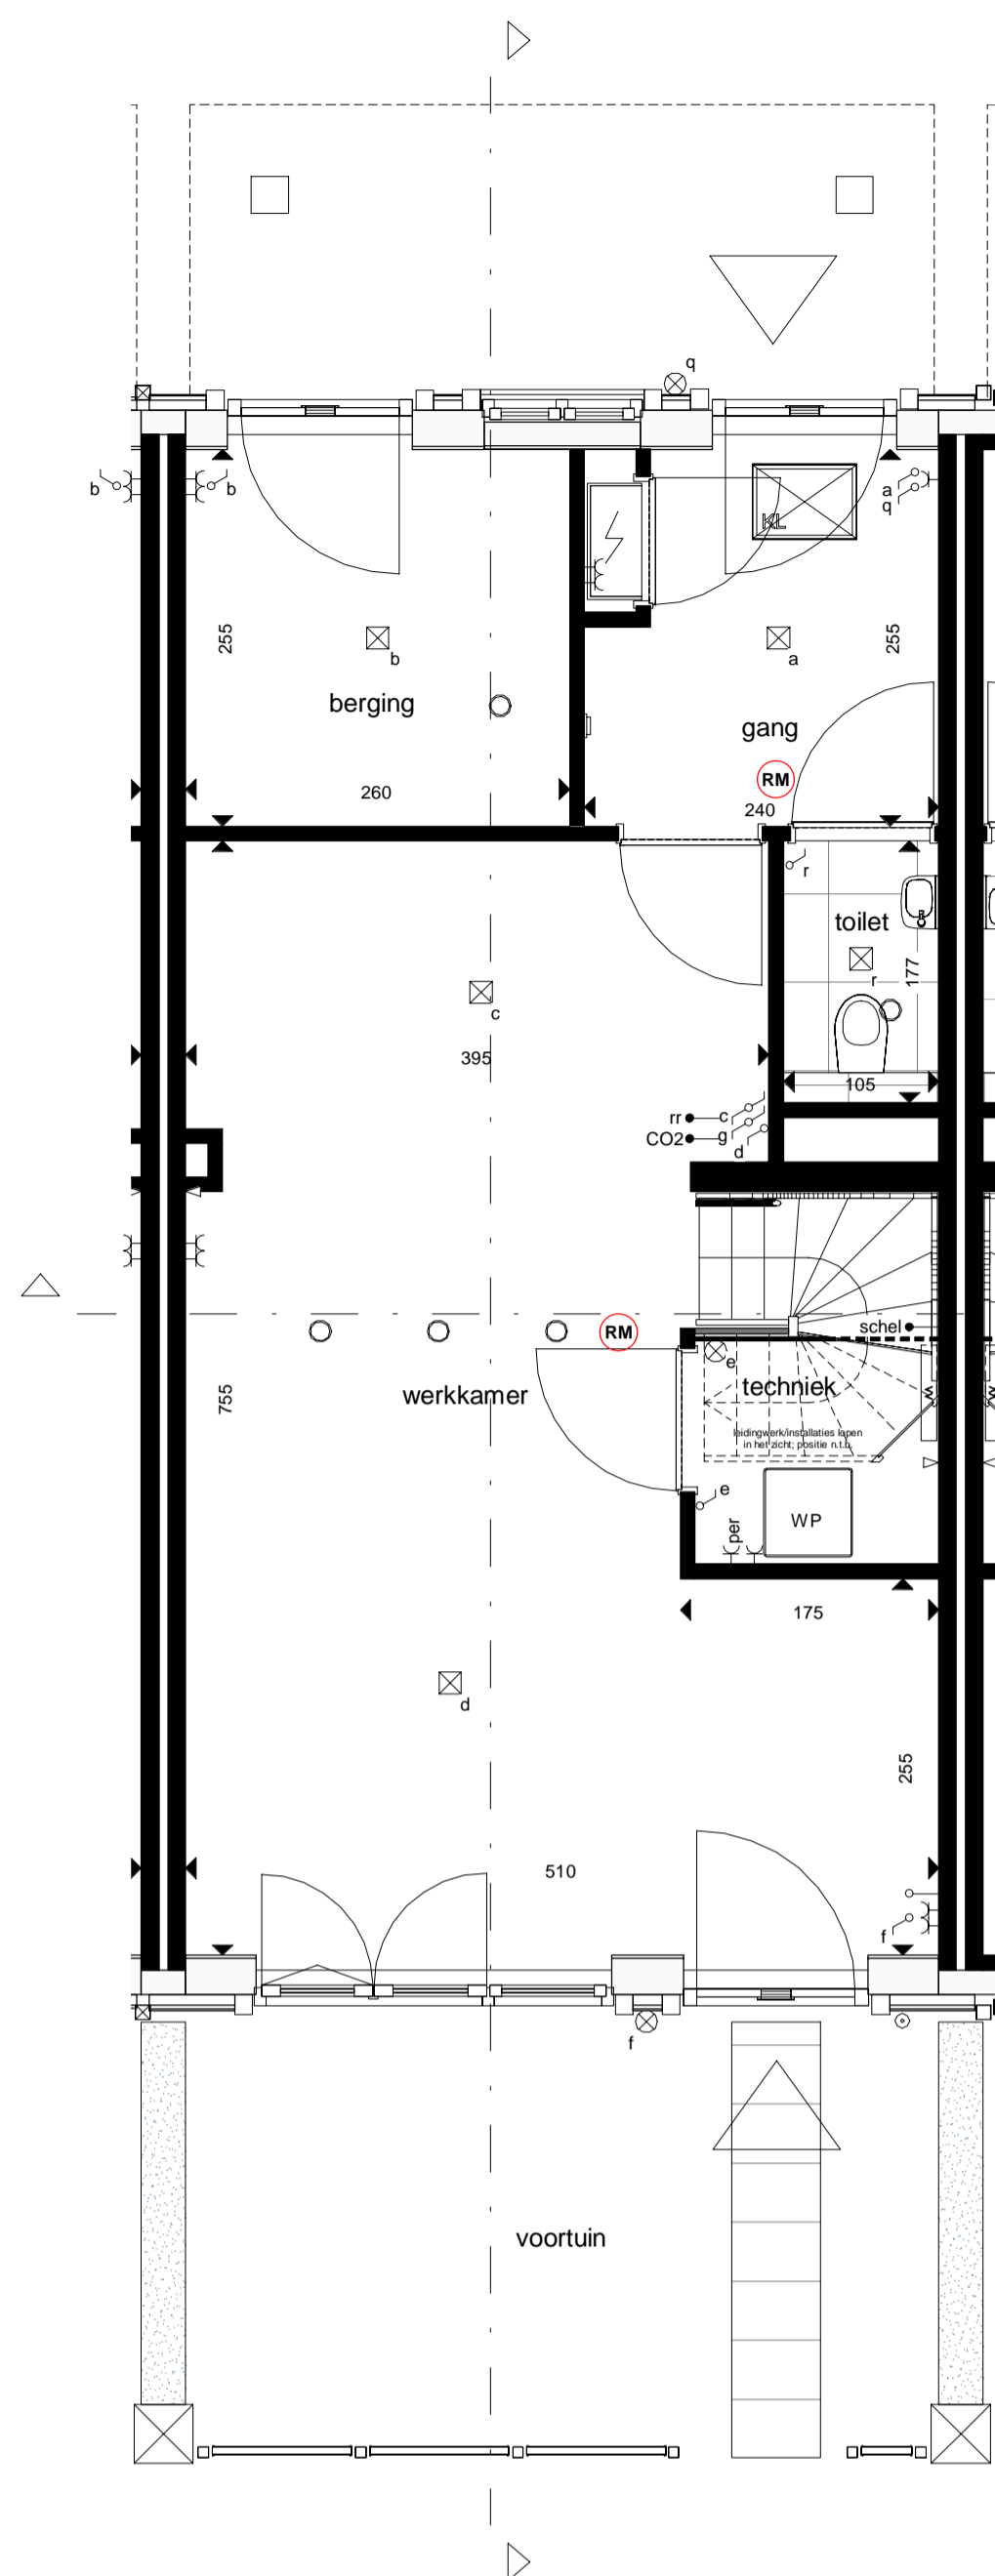 q
b
b
a
q
KL
255
b
a
255
berging
gang
RM
260
240
r
toilet
r
177
c
395
105
rr
c
CO2
g
d
schel
RM
e
techniek
werkkamer
755
leidingwerk/installaties lopen
in het zicht; positie n.t.b.
e
per
WP
175
d
255
510
f
f
voortuin